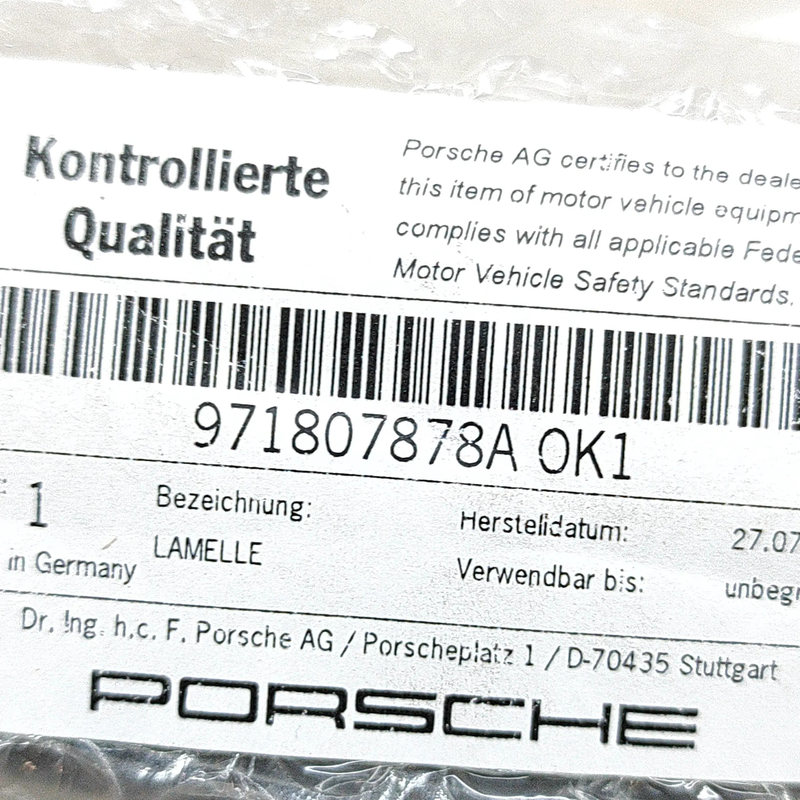 Kontrollierte
Qualität
Porsche AG certifies to the deale
this item of motor vehicle equipm
complies with all applicable Fede
Motor Vehicle Safety Standards.
971807878A OK1
1
in Germany
Bezeichnung:
LAMELLE
Herstelldatum: 27.07
Verwendbar bis: unbegr
Dr. Ing. h.c. F. Porsche AG / Porscheplatz 1 / D-70435 Stuttgart
PORSCHE